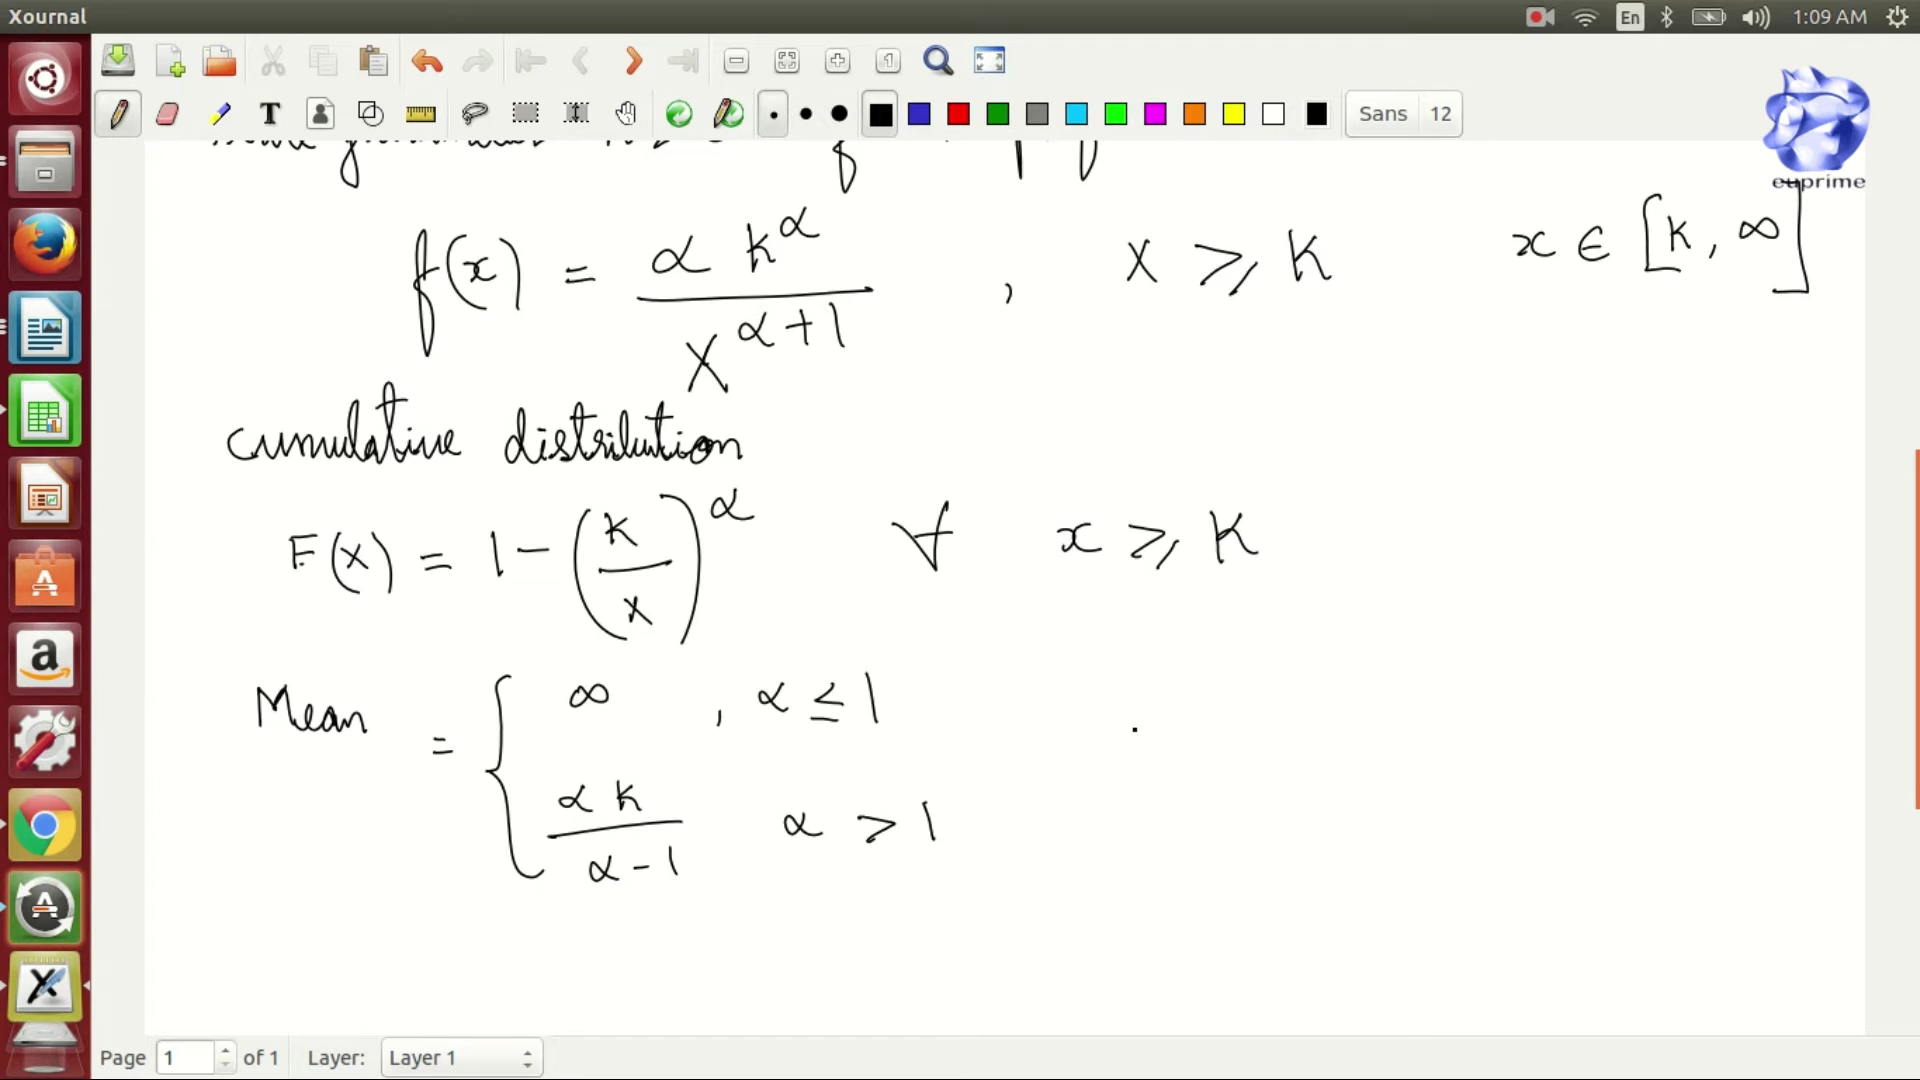 Xournal
En
1:09 AM
Sans 12
euprime
f(x) = α k^α / x^(α+1) , x ⩾ K x ∈ [k, ∞]
cumulative distribution
F(x) = 1 - (k/x)^α ∀ x ⩾ K
Mean = { ∞ , α ≤ 1
α k / α - 1 α > 1
Page 1 of 1 Layer: Layer 1